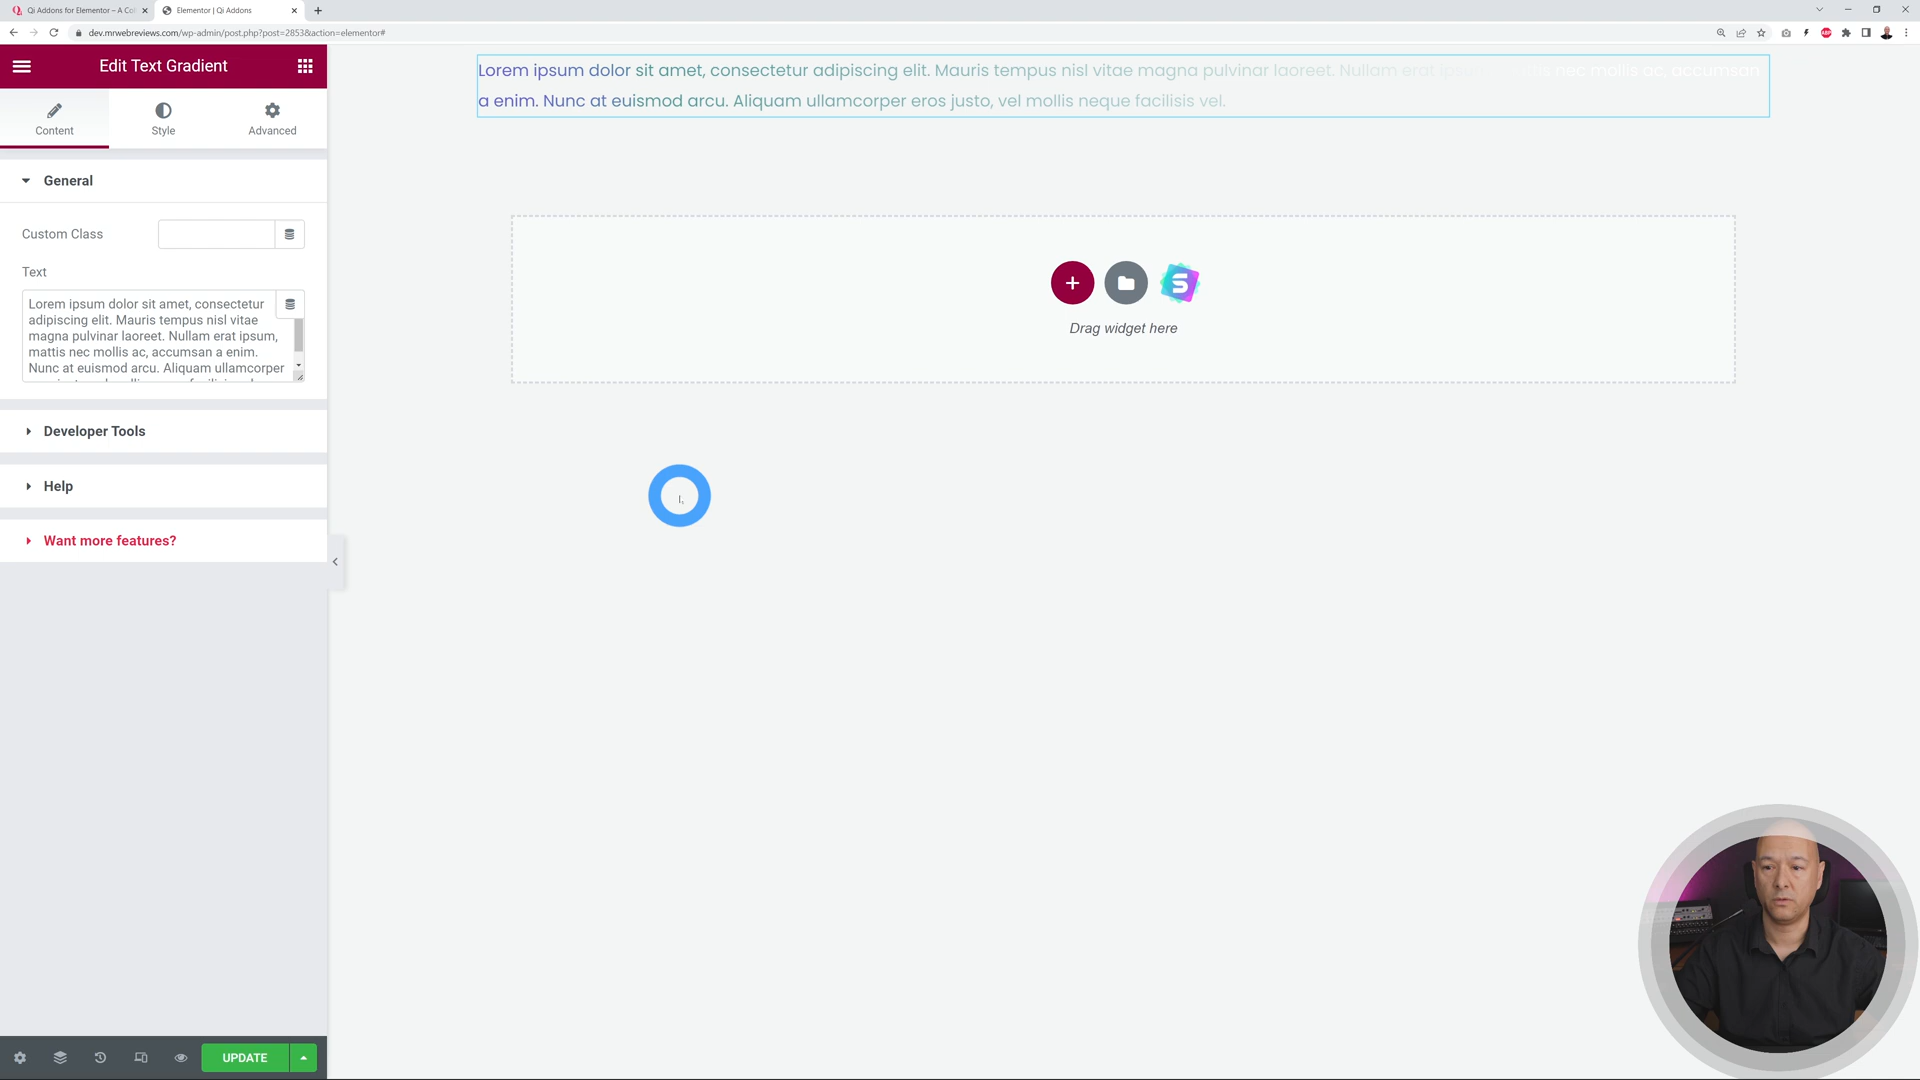 Qi Addons for Elementor – A Col
Elementor | Qi Addons
dev.mrwebreviews.com/wp-admin/post.php?post=2853&action=elementor#
Edit Text Gradient
Content
Style
Advanced
General
Custom Class
Text
Lorem ipsum dolor sit amet, consectetur
adipiscing elit. Mauris tempus nisl vitae
magna pulvinar laoreet. Nullam erat ipsum,
mattis nec mollis ac, accumsan a enim.
Nunc at euismod arcu. Aliquam ullamcorper
Developer Tools
Help
Want more features?
UPDATE
Lorem ipsum dolor sit amet, consectetur adipiscing elit. Mauris tempus nisl vitae magna pulvinar laoreet. Nullam erat nec mollis ac, accumsan
a enim. Nunc at euismod arcu. Aliquam ullamcorper eros justo, vel mollis neque facilisis vel.
Drag widget here